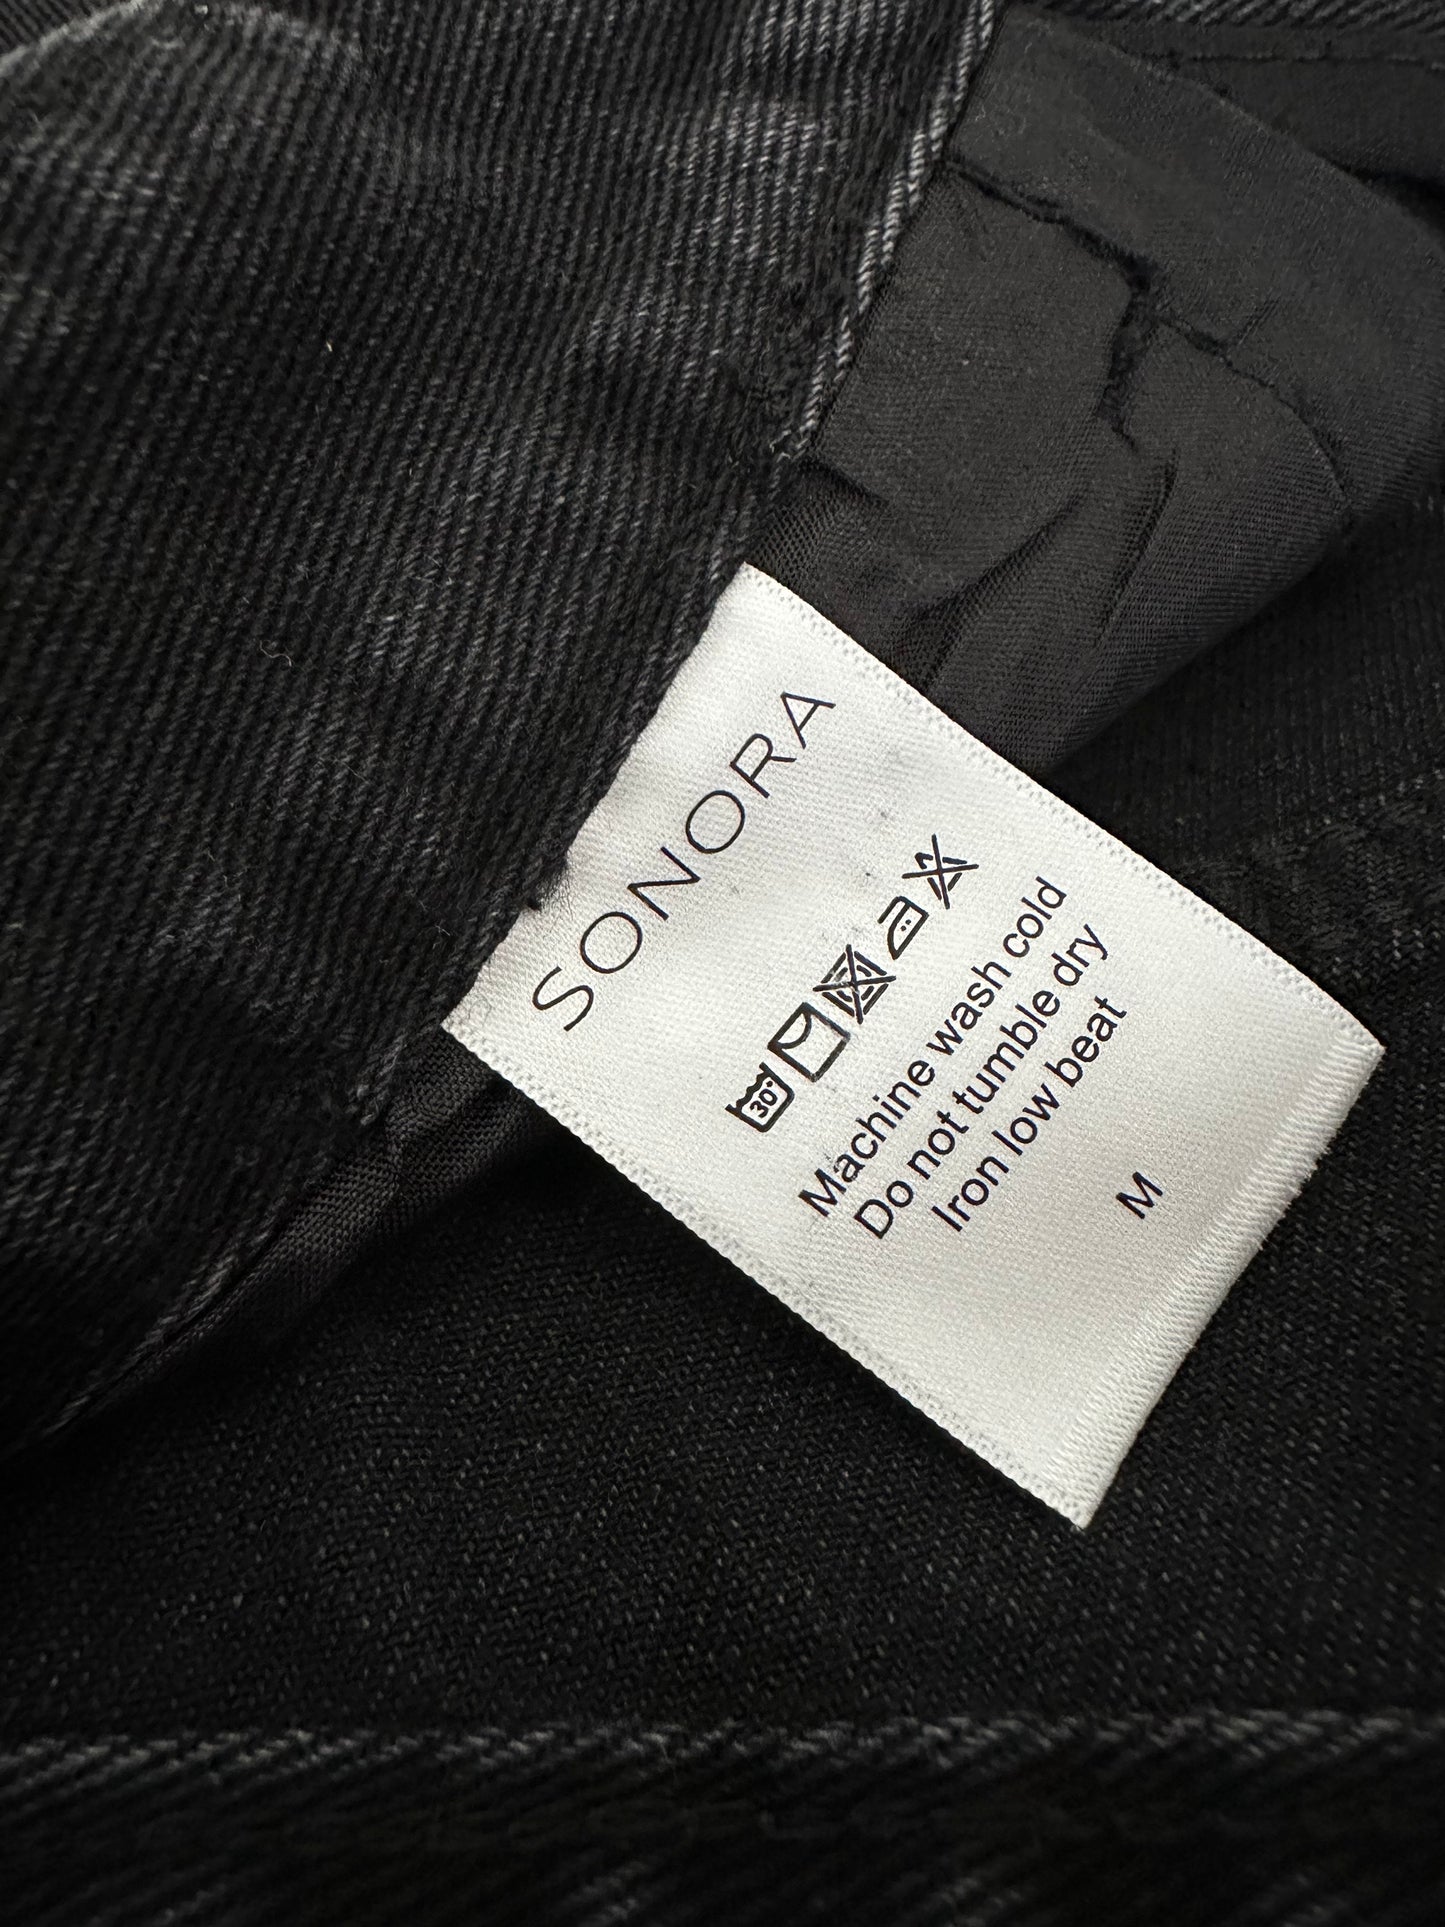 SONORA
30°
Machine wash cold
Do not tumble dry
Iron low beat
M